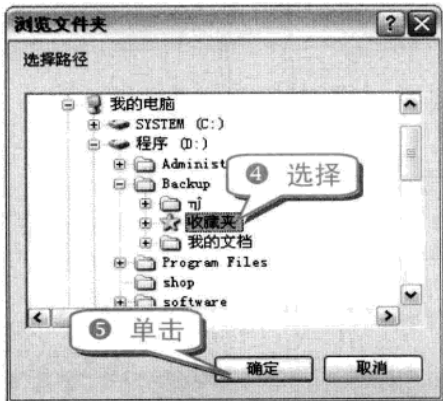 浏览文件夹
选择路径
我的电脑
SYSTEM (C:)
程序 (D:)
Administ
Backup
nj
❹ 选择
收藏夹
我的文档
Program Files
shop
software
❺ 单击
确定
取消